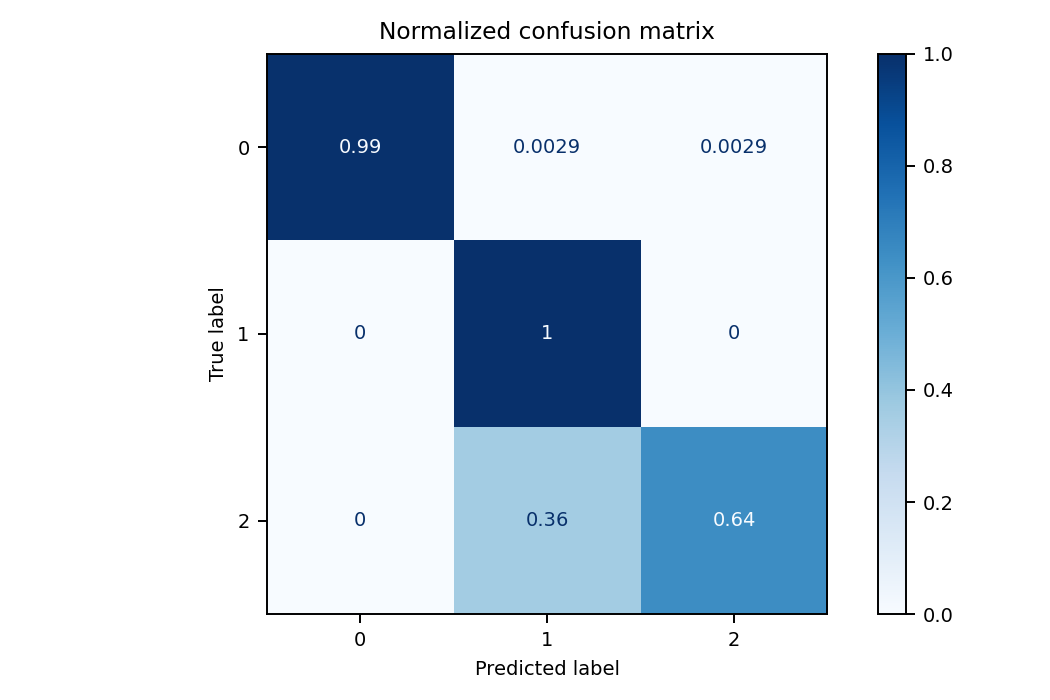 Normalized confusion matrix
1.0
0 0.99 0.0029 0.0029
0.8
0.6
True label
1 0 1 0
0.4
0.2
2 0 0.36 0.64
0.0
0 1 2
Predicted label